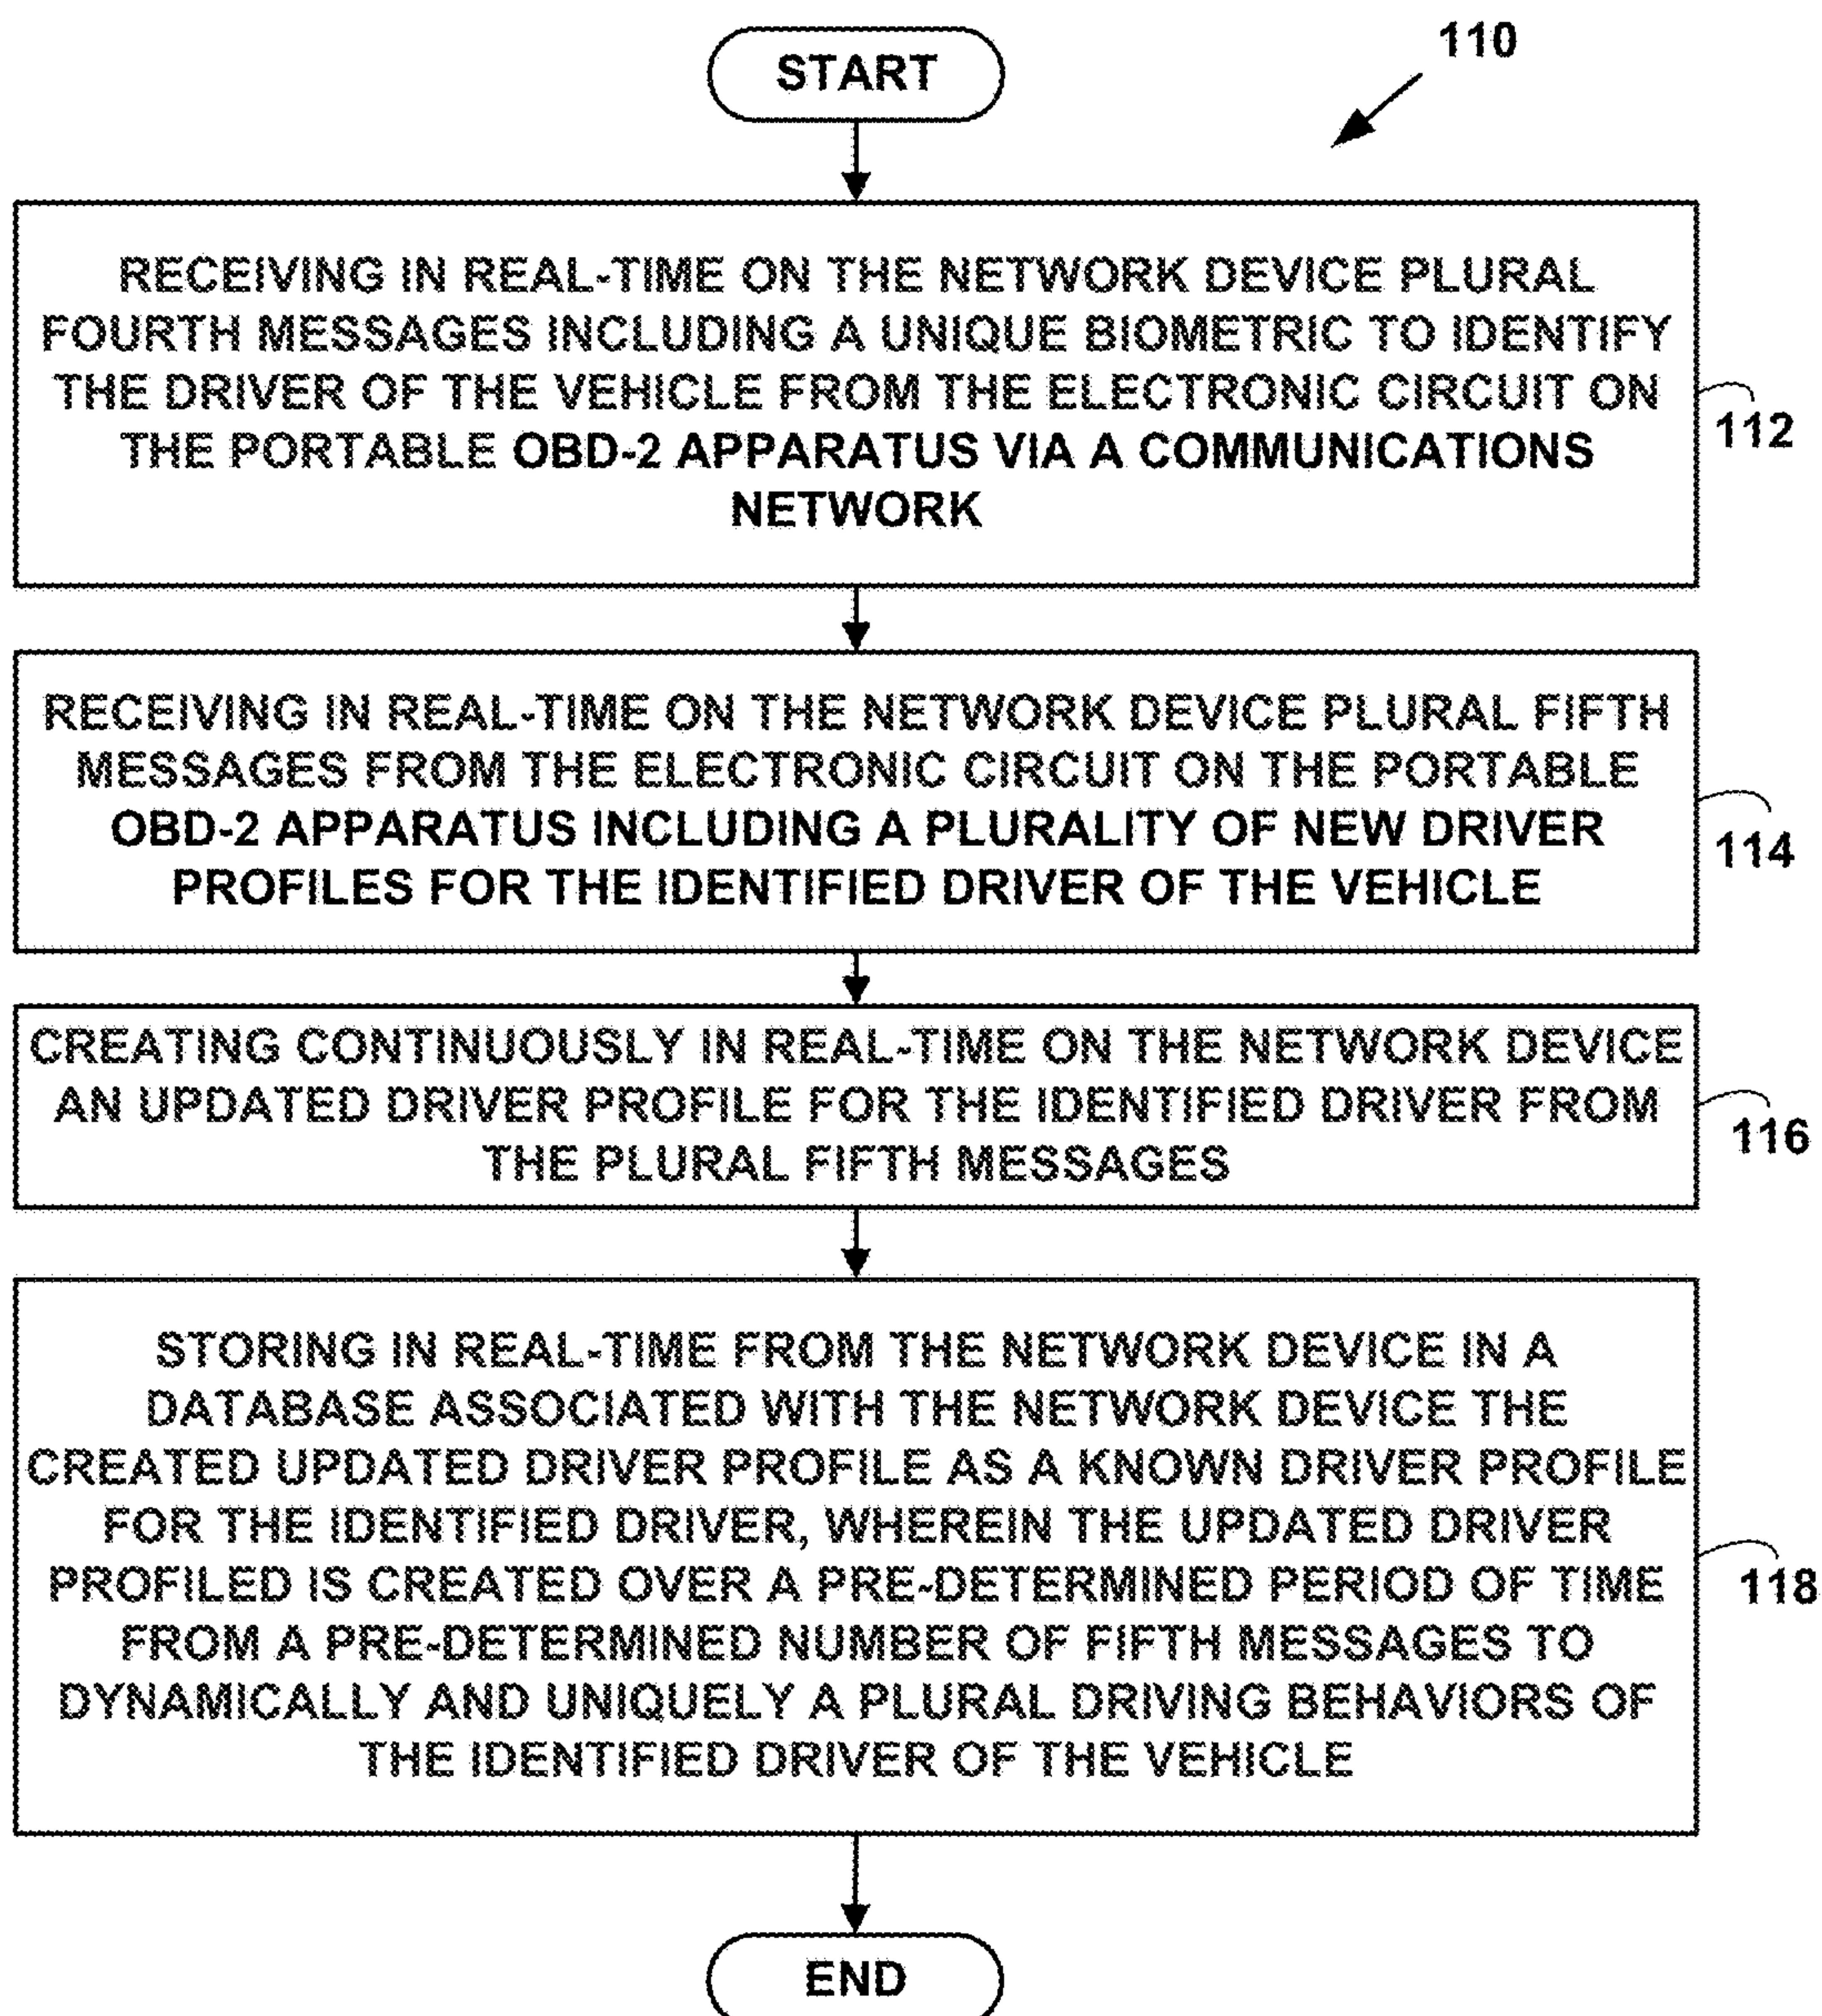 START
110
RECEIVING IN REAL-TIME ON THE NETWORK DEVICE PLURAL
FOURTH MESSAGES INCLUDING A UNIQUE BIOMETRIC TO IDENTIFY
THE DRIVER OF THE VEHICLE FROM THE ELECTRONIC CIRCUIT ON
THE PORTABLE OBD-2 APPARATUS VIA A COMMUNICATIONS
NETWORK
112
RECEIVING IN REAL-TIME ON THE NETWORK DEVICE PLURAL FIFTH
MESSAGES FROM THE ELECTRONIC CIRCUIT ON THE PORTABLE
OBD-2 APPARATUS INCLUDING A PLURALITY OF NEW DRIVER
PROFILES FOR THE IDENTIFIED DRIVER OF THE VEHICLE
114
CREATING CONTINUOUSLY IN REAL-TIME ON THE NETWORK DEVICE
AN UPDATED DRIVER PROFILE FOR THE IDENTIFIED DRIVER FROM
THE PLURAL FIFTH MESSAGES
116
STORING IN REAL-TIME FROM THE NETWORK DEVICE IN A
DATABASE ASSOCIATED WITH THE NETWORK DEVICE THE
CREATED UPDATED DRIVER PROFILE AS A KNOWN DRIVER PROFILE
FOR THE IDENTIFIED DRIVER, WHEREIN THE UPDATED DRIVER
PROFILED IS CREATED OVER A PRE-DETERMINED PERIOD OF TIME
FROM A PRE-DETERMINED NUMBER OF FIFTH MESSAGES TO
DYNAMICALLY AND UNIQUELY A PLURAL DRIVING BEHAVIORS OF
THE IDENTIFIED DRIVER OF THE VEHICLE
118
END